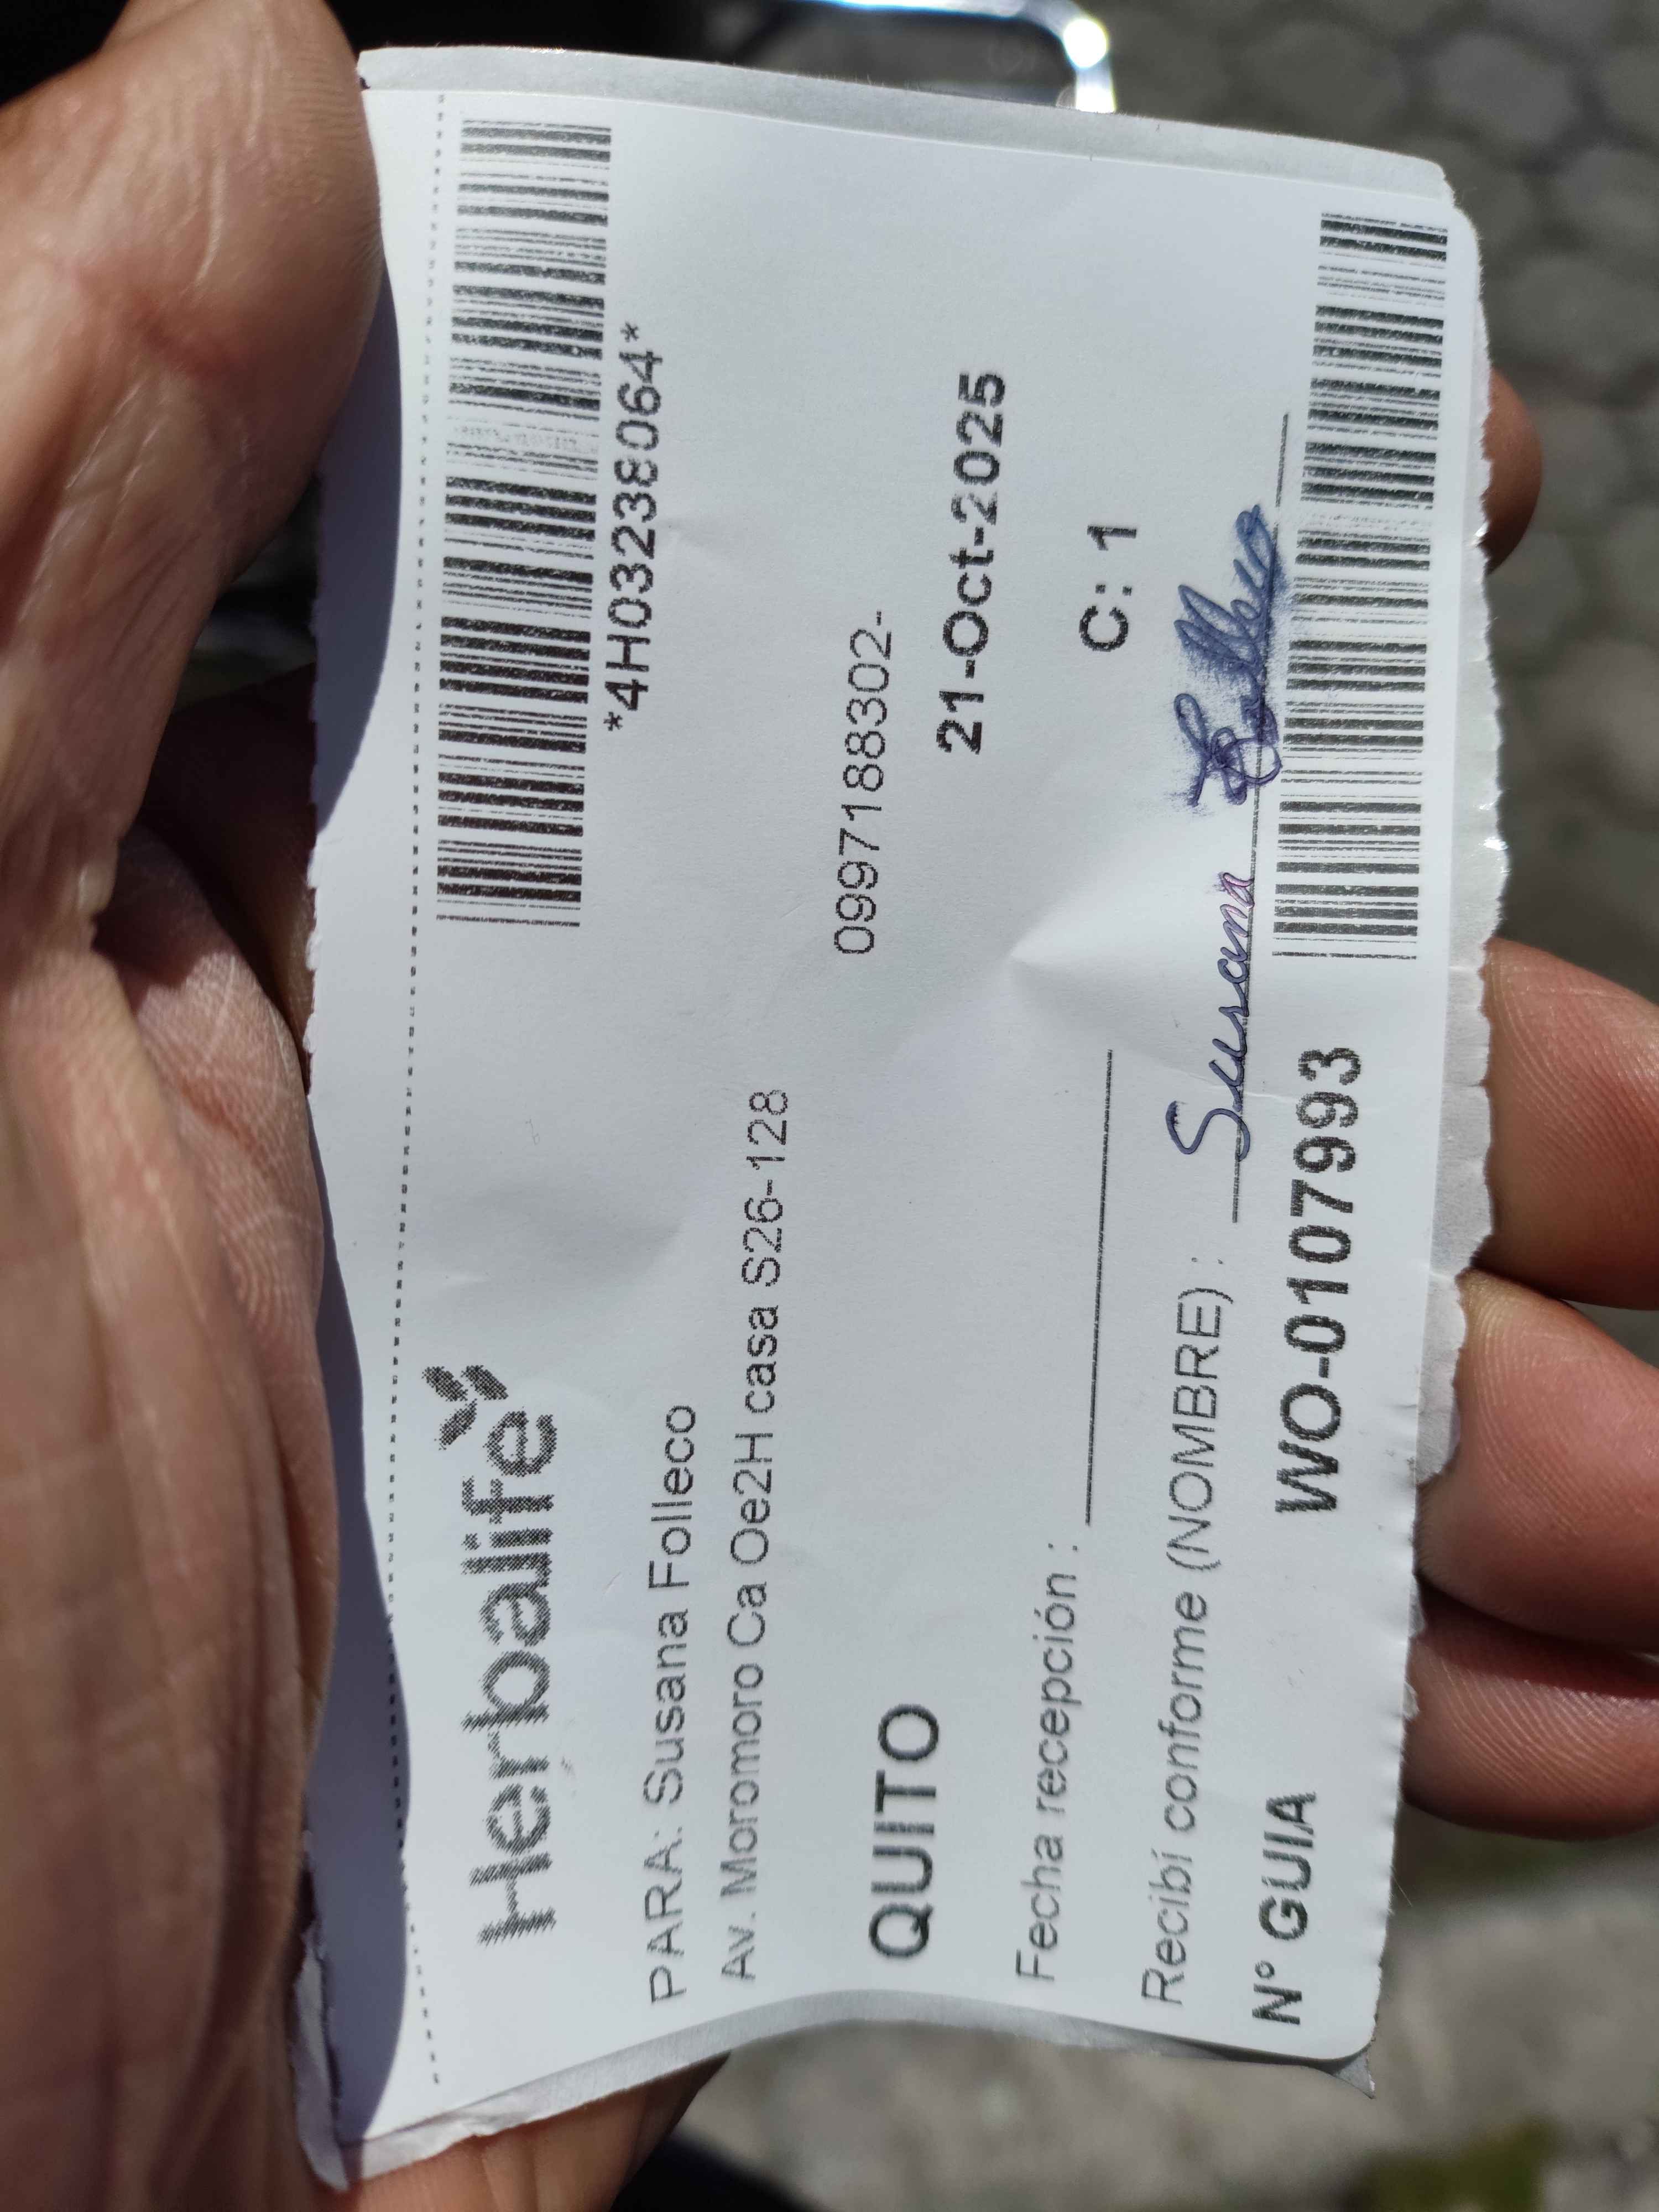 Herbalife
*4H03238064*
PARA: Susana Folleco
Av. Moromoro Ca Oe2H casa S26-128
0997188302-
QUITO
21-Oct-2025
Fecha recepción :
C: 1
Recibí conforme (NOMBRE) : Susana Folleco
N° GUIA WO-0107993